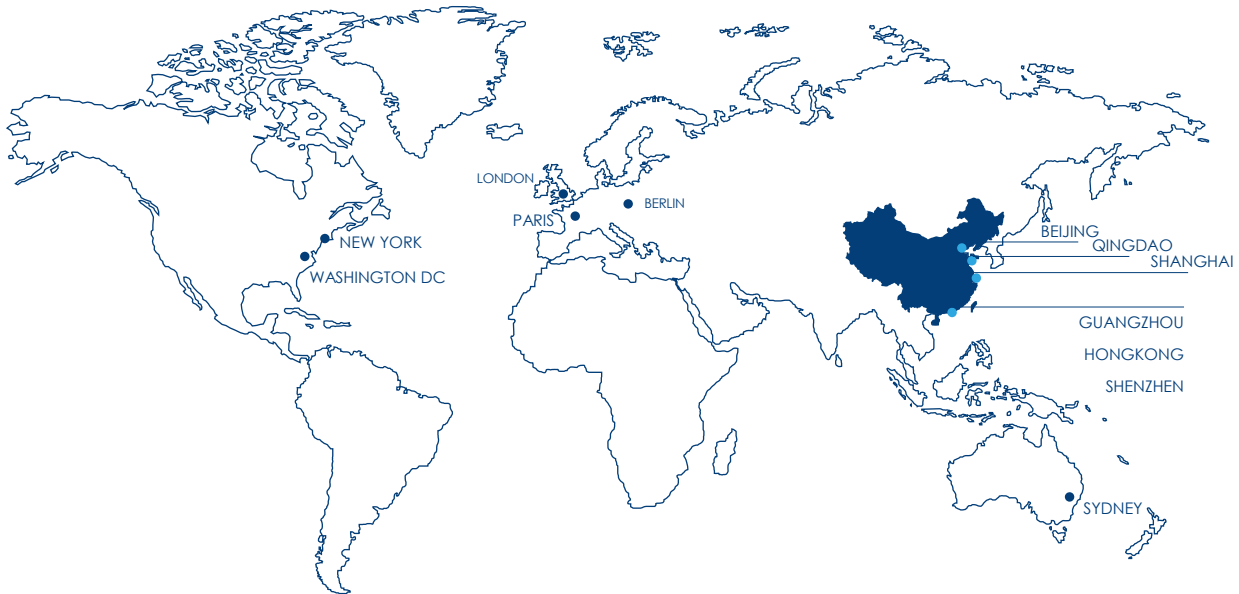 LONDON
BERLIN
PARIS
NEW YORK
WASHINGTON DC
BEIJING
QINGDAO
SHANGHAI
GUANGZHOU
HONGKONG
SHENZHEN
SYDNEY